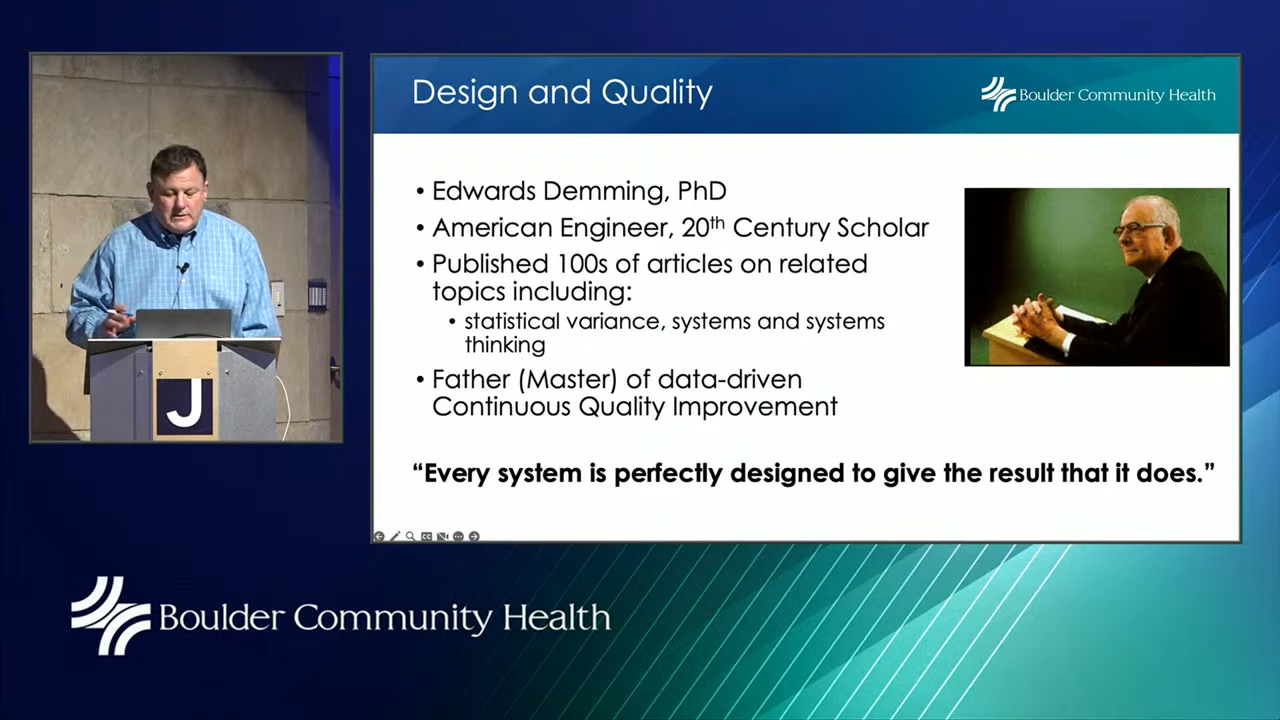 Design and Quality
Boulder Community Health
• Edwards Demming, PhD
• American Engineer, 20th Century Scholar
• Published 100s of articles on related
topics including:
• statistical variance, systems and systems
thinking
• Father (Master) of data-driven
Continuous Quality Improvement
“Every system is perfectly designed to give the result that it does.”
CC
J
Boulder Community Health